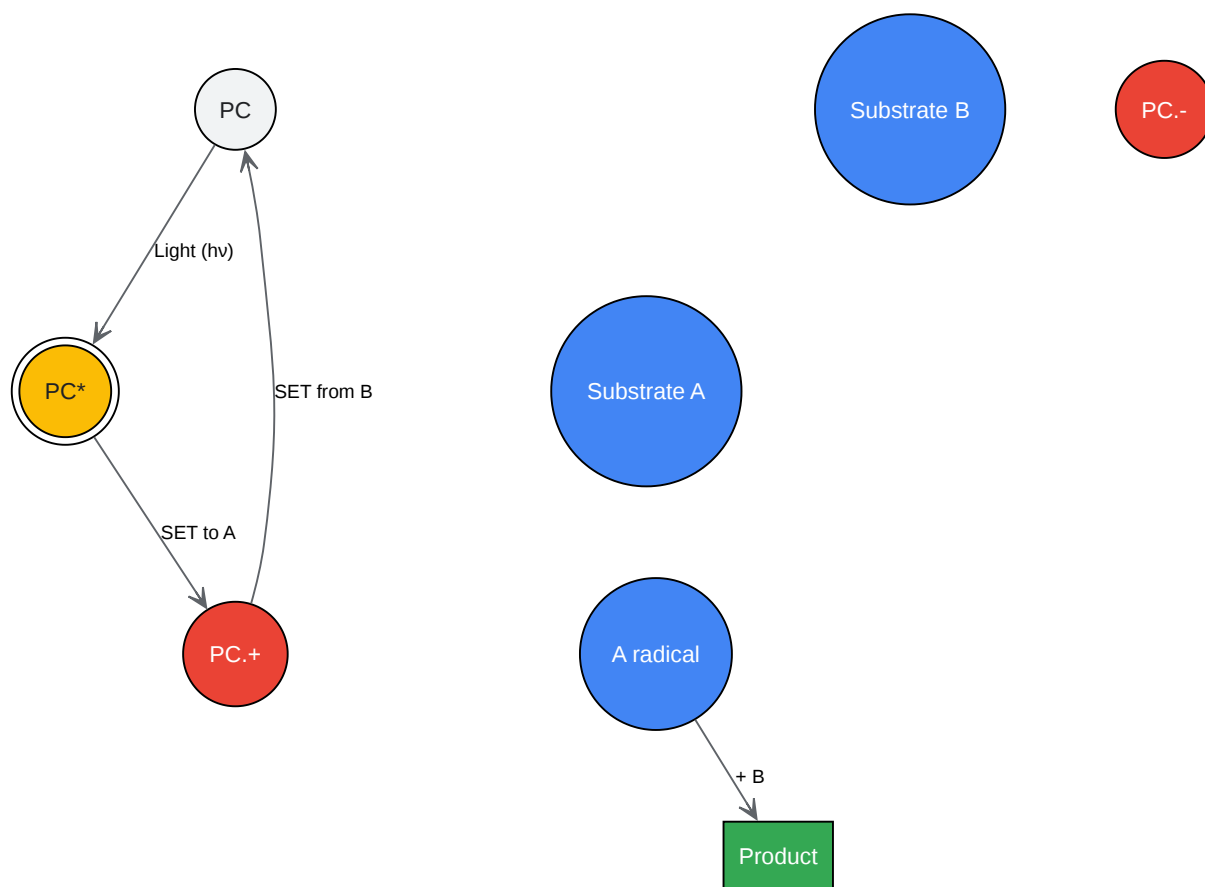 PC
Substrate B
PC.-
Light (hν)
PC*
SET from B
Substrate A
SET to A
PC.+
A radical
+ B
Product